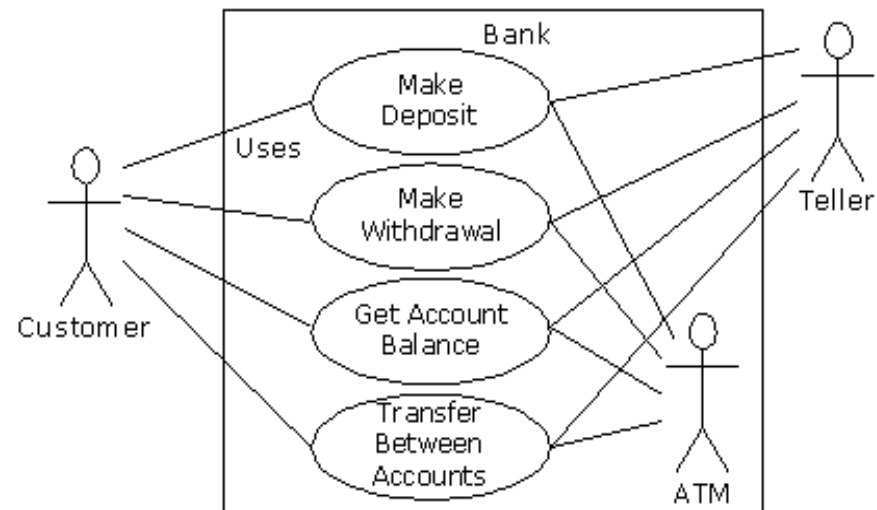 Bank
Make
Deposit
Uses
Make
Withdrawal
Teller
Get Account
Balance
Customer
Transfer
Between
Accounts
ATM